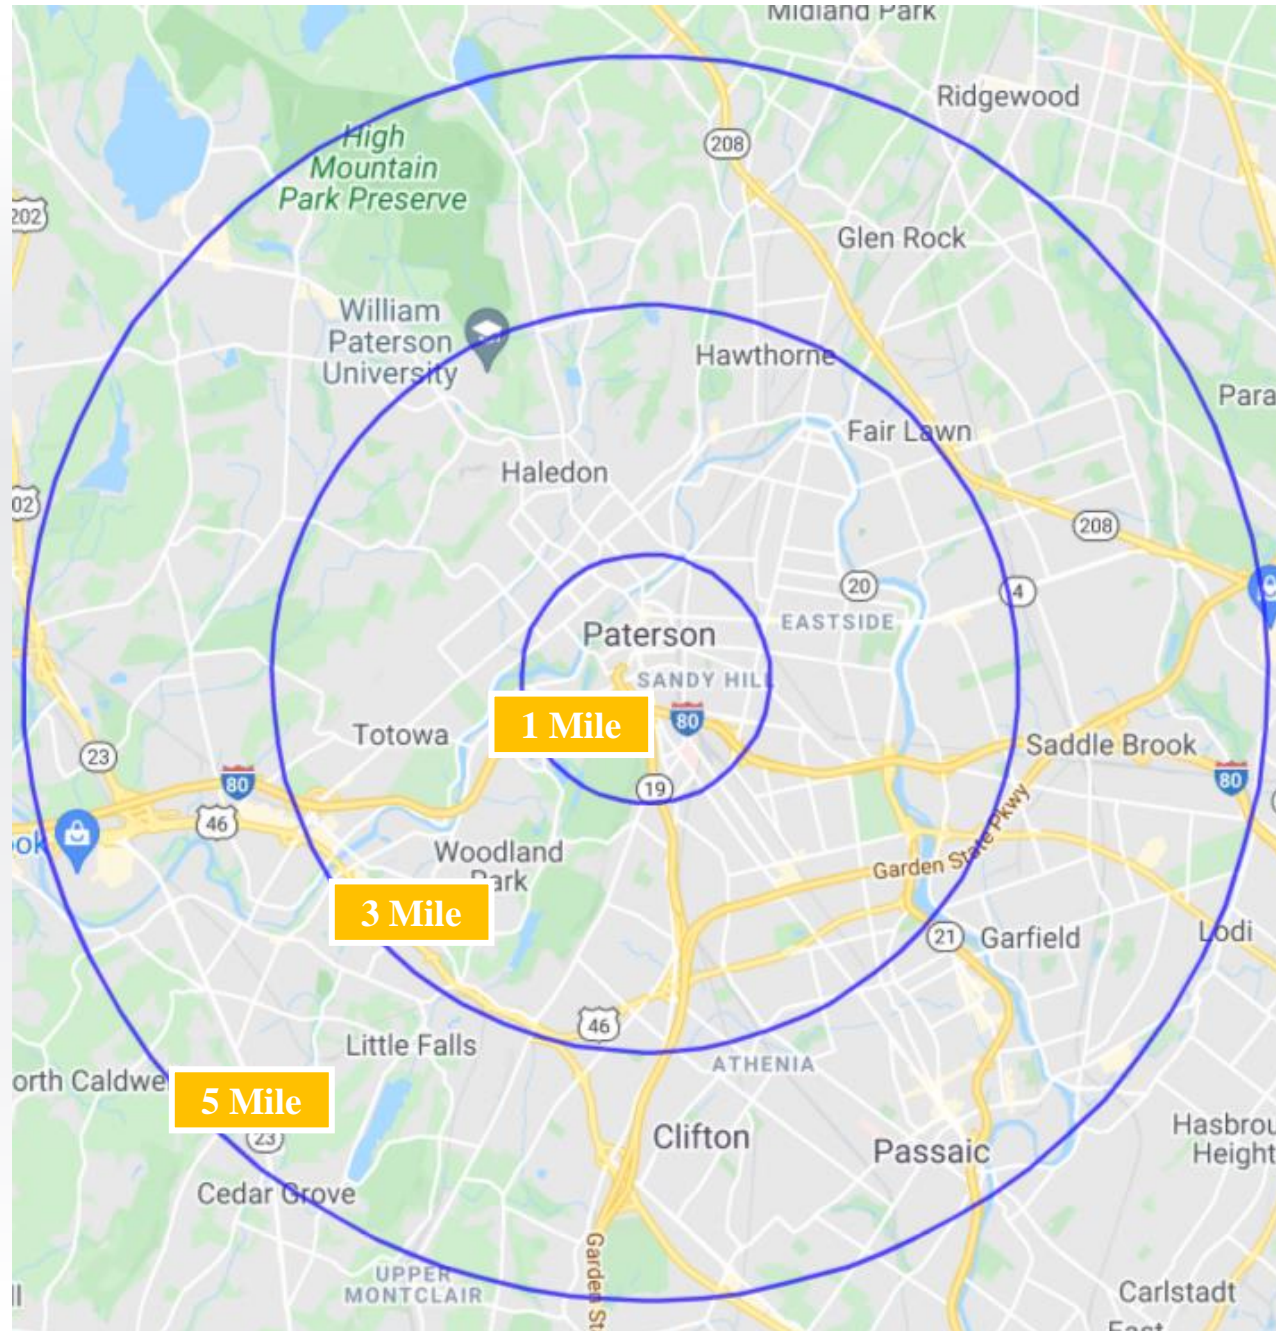 Midland Park
Ridgewood
208
High
Mountain
Park Preserve
202
Glen Rock
William
Paterson
University
Hawthorne
Para
Fair Lawn
Haledon
02
208
20
4
EASTSIDE
Paterson
SANDY HILL
1 Mile
80
Totowa
Saddle Brook
23
80
80
19
46
ook
Woodland
Park
Garden State Pkwy
3 Mile
21
Garfield
Lodi
46
Little Falls
ATHENIA
orth Caldwe
5 Mile
23
Clifton
Passaic
Hasbrou
Height
Cedar Grove
Garden St
UPPER
MONTCLAIR
Carlstadt
ll
East